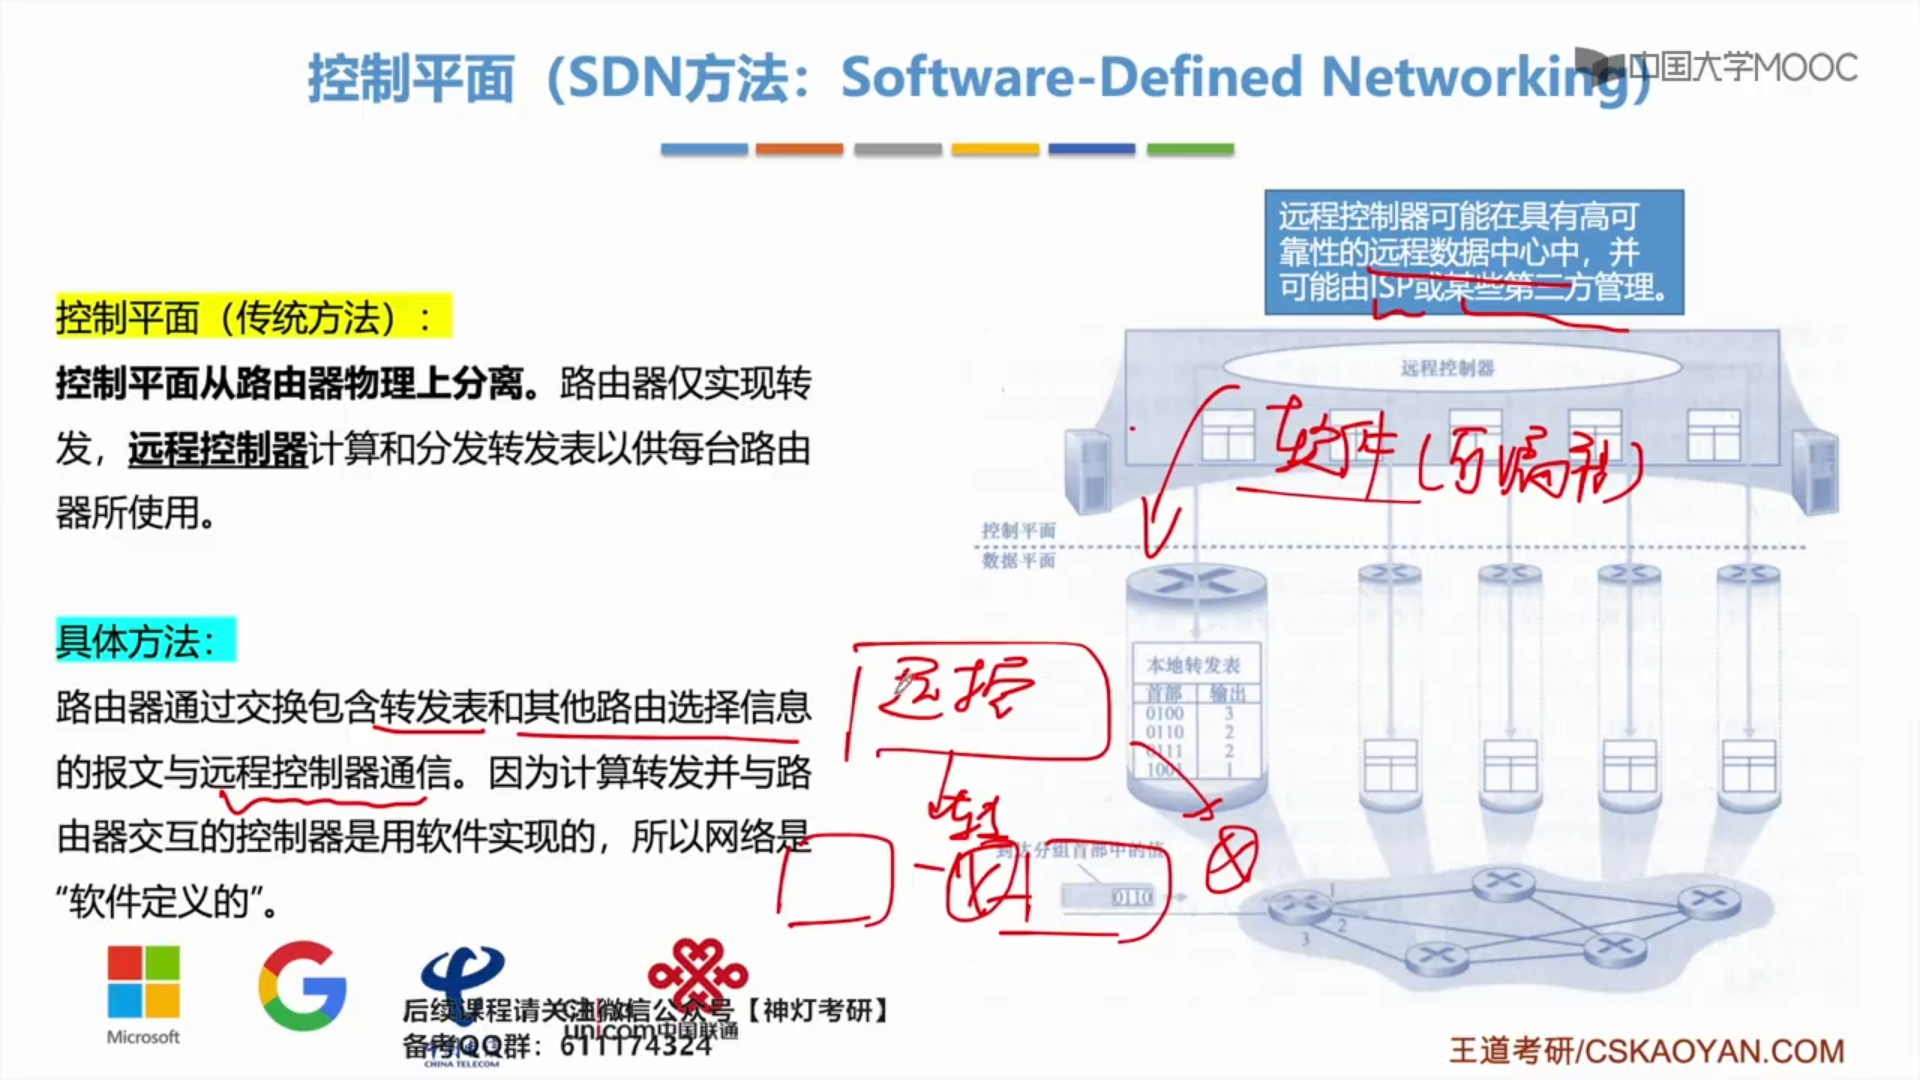 控制平面（SDN方法：Software-Defined Networking）
中国大学MOOC
远程控制器可能在具有高可
靠性的远程数据中心中，并
可能由ISP或某些第三方管理。
控制平面（传统方法）：
控制平面从路由器物理上分离。路由器仅实现转
发，远程控制器计算和分发转发表以供每台路由
器所使用。
远程控制器
软件（可编程）
控制平面
数据平面
具体方法：
路由器通过交换包含转发表和其他路由选择信息
的报文与远程控制器通信。因为计算转发并与路
由器交互的控制器是用软件实现的，所以网络是
“软件定义的”。
远控
转
本地转发表
首部 输出
0100 3
0110 2
0111 2
1001 1
到达分组首部中的值
0110
1
2
3
Microsoft
CHINA TELECOM
unicom中国联通
后续课程请关注微信公众号【神灯考研】
备考QQ群：611174324
王道考研/CSKAOYAN.COM